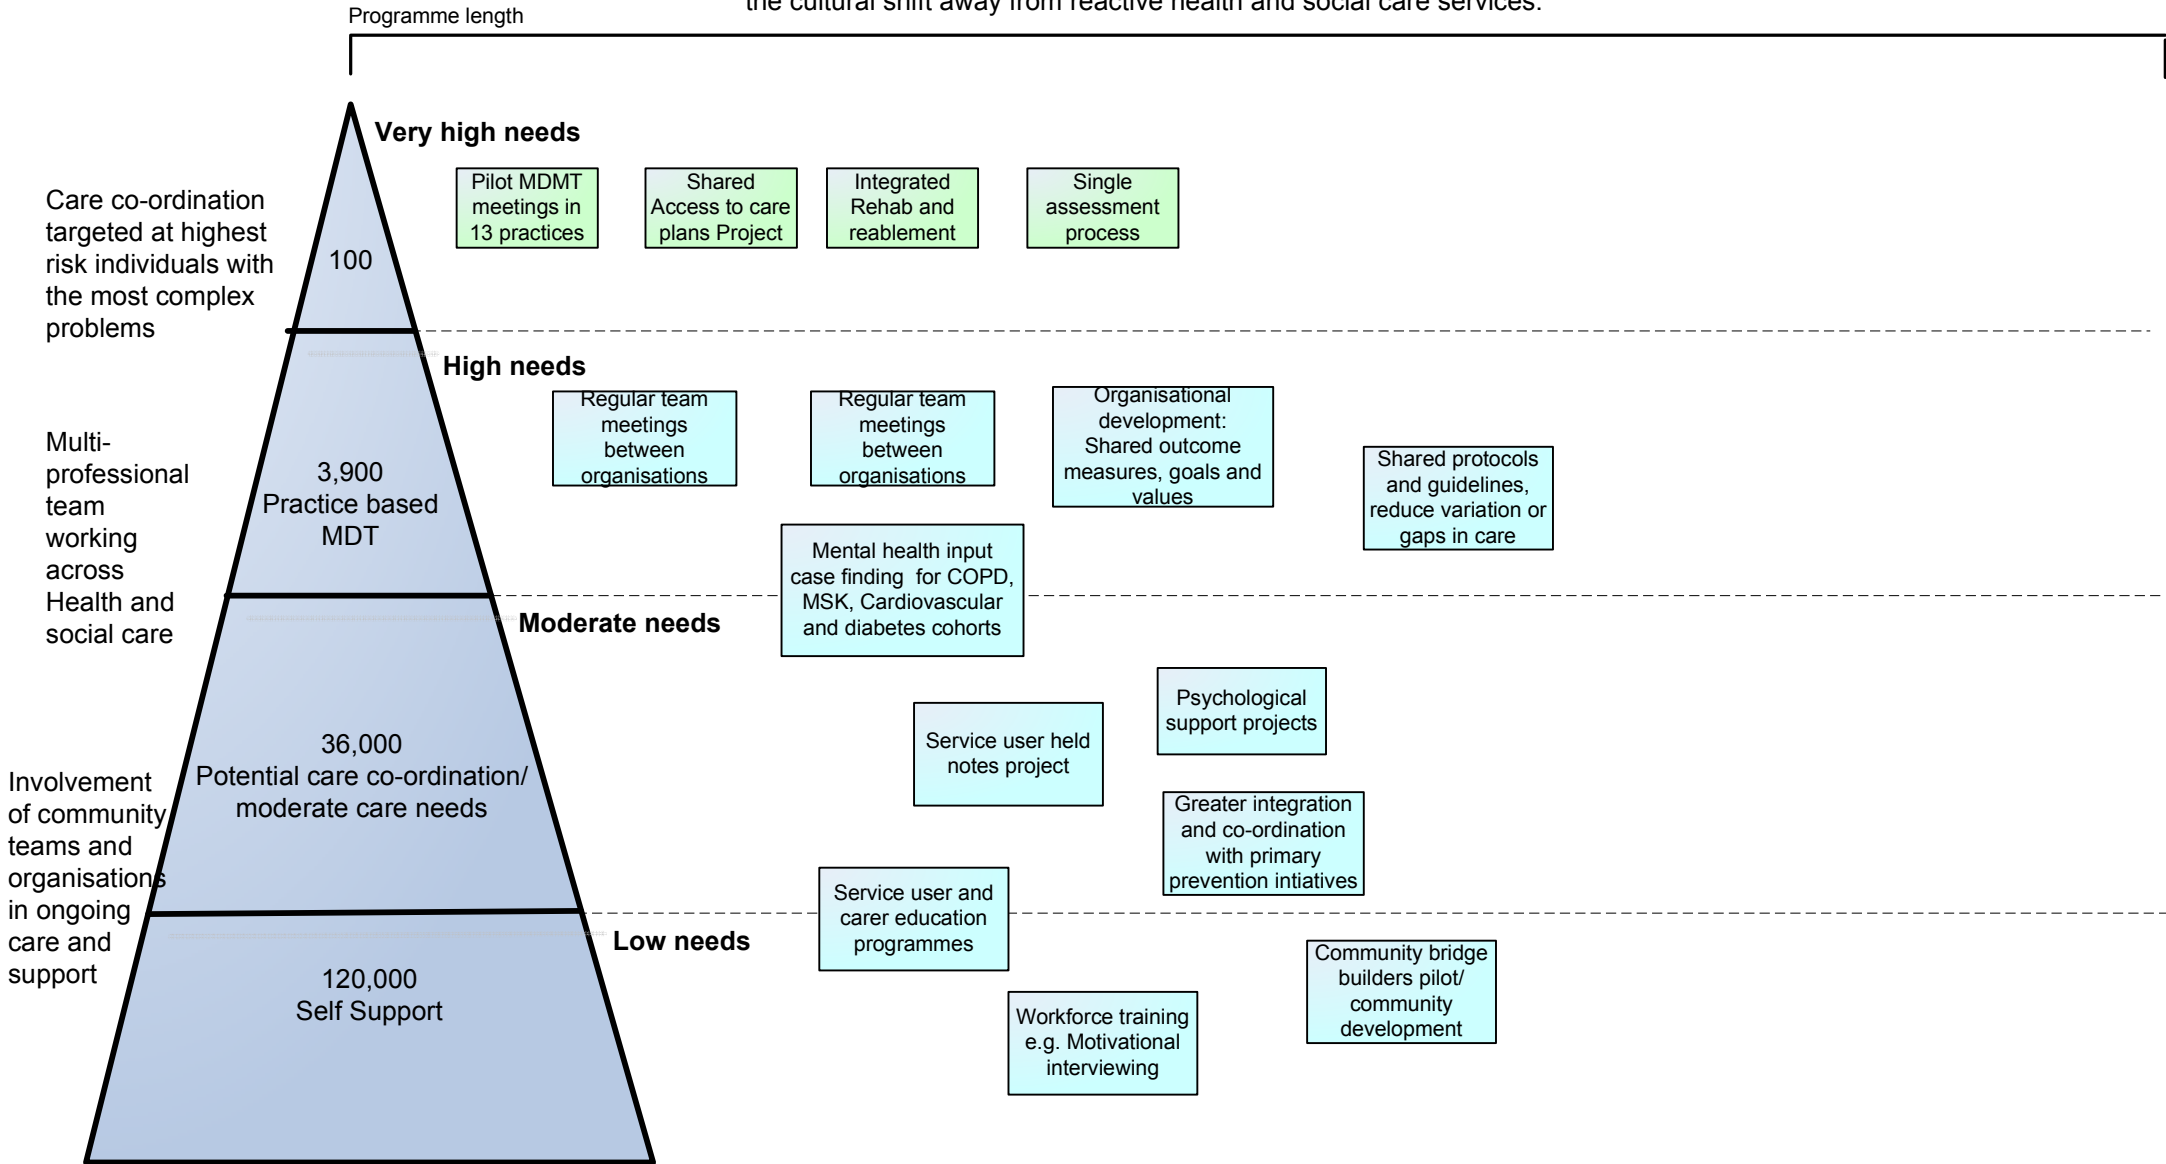 the cultural shift away from reactive health and social care services.
Programme length
Very high needs
Care co-ordination
targeted at highest
risk individuals with
the most complex
problems
100
Pilot MDMT
meetings in
13 practices
Shared
Access to care
plans Project
Integrated
Rehab and
reablement
Single
assessment
process
High needs
Multi-
professional
team
working
across
Health and
social care
3,900
Practice based
MDT
Regular team
meetings
between
organisations
Regular team
meetings
between
organisations
Organisational
development:
Shared outcome
measures, goals and
values
Shared protocols
and guidelines,
reduce variation or
gaps in care
Mental health input
case finding  for COPD,
MSK, Cardiovascular
and diabetes cohorts
Moderate needs
36,000
Potential care co-ordination/
moderate care needs
Psychological
support projects
Service user held
notes project
Greater integration
and co-ordination
with primary
prevention intiatives
Involvement
of community
teams and
organisations
in ongoing
care and
support
Service user and
carer education
programmes
Low needs
120,000
Self Support
Community bridge
builders pilot/
community
development
Workforce training
e.g. Motivational
interviewing